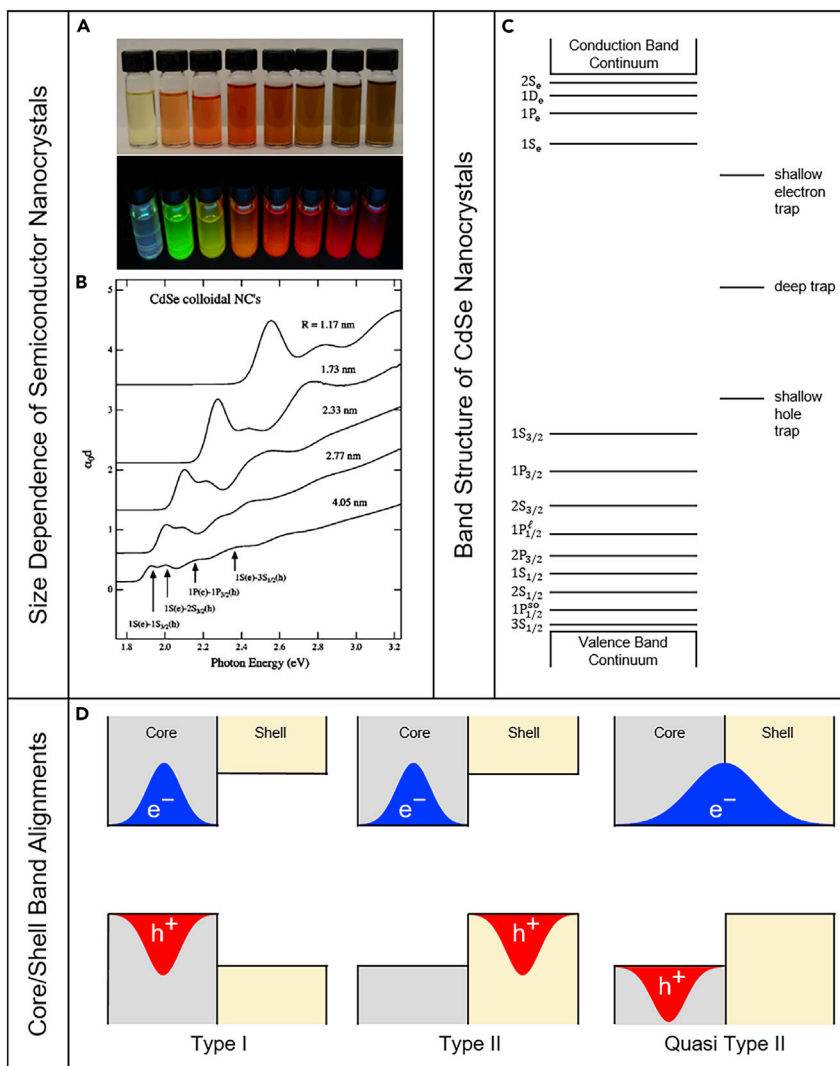 Size Dependence of Semiconductor Nanocrystals
A
B
CdSe colloidal NC's
R = 1.17 nm
1.73 nm
2.33 nm
2.77 nm
4.05 nm
5
4
3
2
1
0
α₀d
1S(e)-1S3/2(h)
1S(e)-2S3/2(h)
1P(e)-1P3/2(h)
1S(e)-3S1/2(h)
1.8 2.0 2.2 2.4 2.6 2.8 3.0 3.2
Photon Energy (eV)
Band Structure of CdSe Nanocrystals
C
Conduction Band
Continuum
2Se
1De
1Pe
1Se
shallow
electron
trap
deep trap
shallow
hole
trap
1S3/2
1P3/2
2S3/2
1Pℓ1/2
2P3/2
1S1/2
2S1/2
1Pso1/2
3S1/2
Valence Band
Continuum
Core/Shell Band Alignments
D
Core Shell
e−
h+
Type I
Core Shell
e−
h+
Type II
Core Shell
e−
h+
Quasi Type II